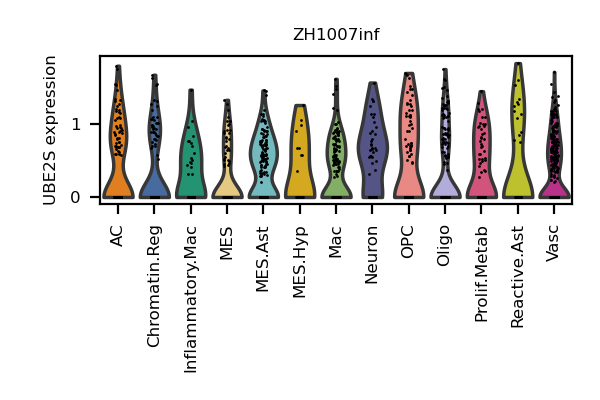 ZH1007inf
UBE2S expression
1
0
AC
Chromatin.Reg
Inflammatory.Mac
MES
MES.Ast
MES.Hyp
Mac
Neuron
OPC
Oligo
Prolif.Metab
Reactive.Ast
Vasc